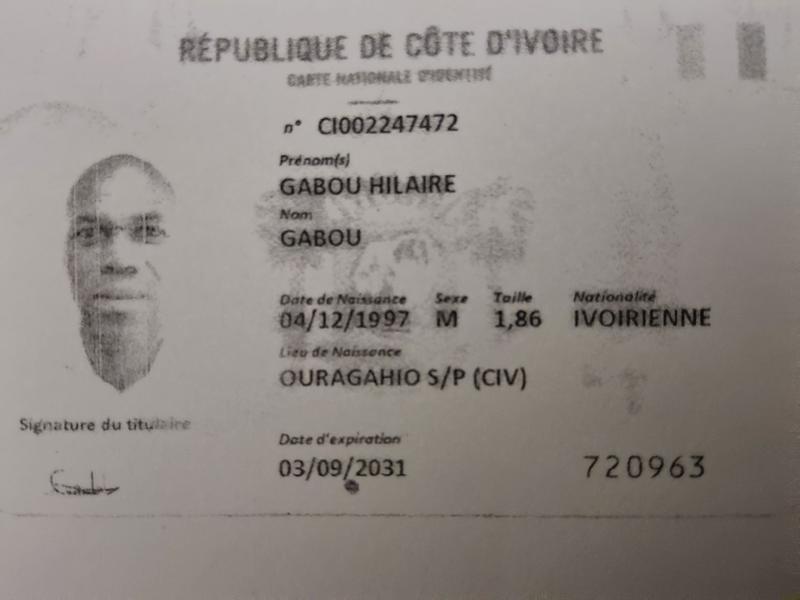 RÉPUBLIQUE DE CÔTE D'IVOIRE
CARTE NATIONALE D'IDENTITÉ
n° CI002247472
Prénom(s)
GABOU HILAIRE
Nom
GABOU
Date de Naissance Sexe Taille Nationalité
04/12/1997 M 1,86 IVOIRIENNE
Lieu de Naissance
OURAGAHIO S/P (CIV)
Signature du titulaire
Date d'expiration
03/09/2031
720963